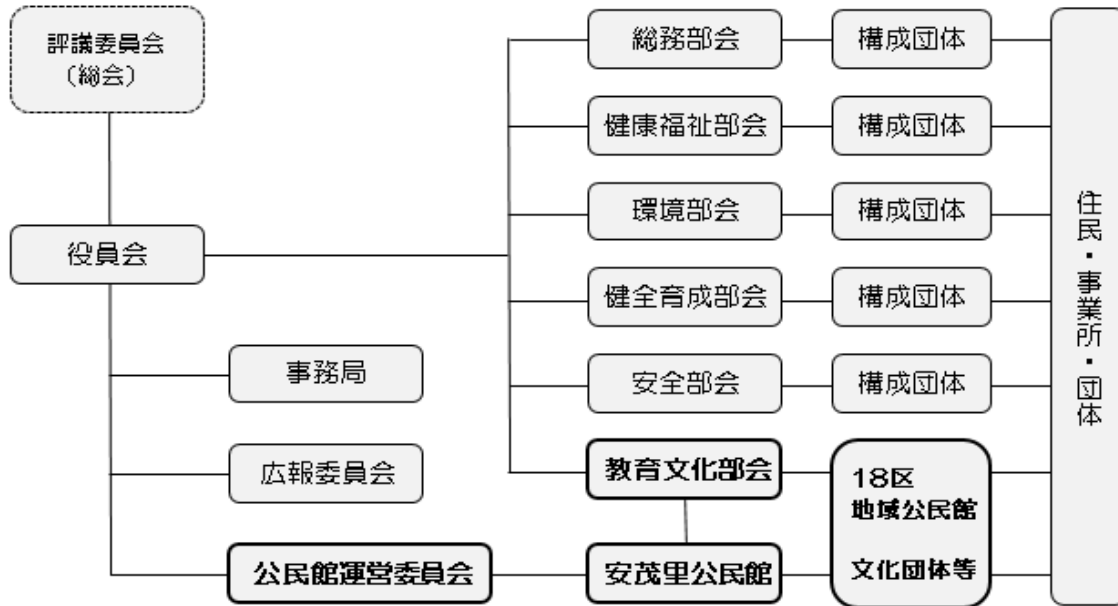 評議委員会
（総会）
役員会
事務局
広報委員会
公民館運営委員会
総務部会
構成団体
健康福祉部会
構成団体
環境部会
構成団体
健全育成部会
構成団体
安全部会
構成団体
教育文化部会
安茂里公民館
18区
地域公民館
文化団体等
住民・事業所・団体